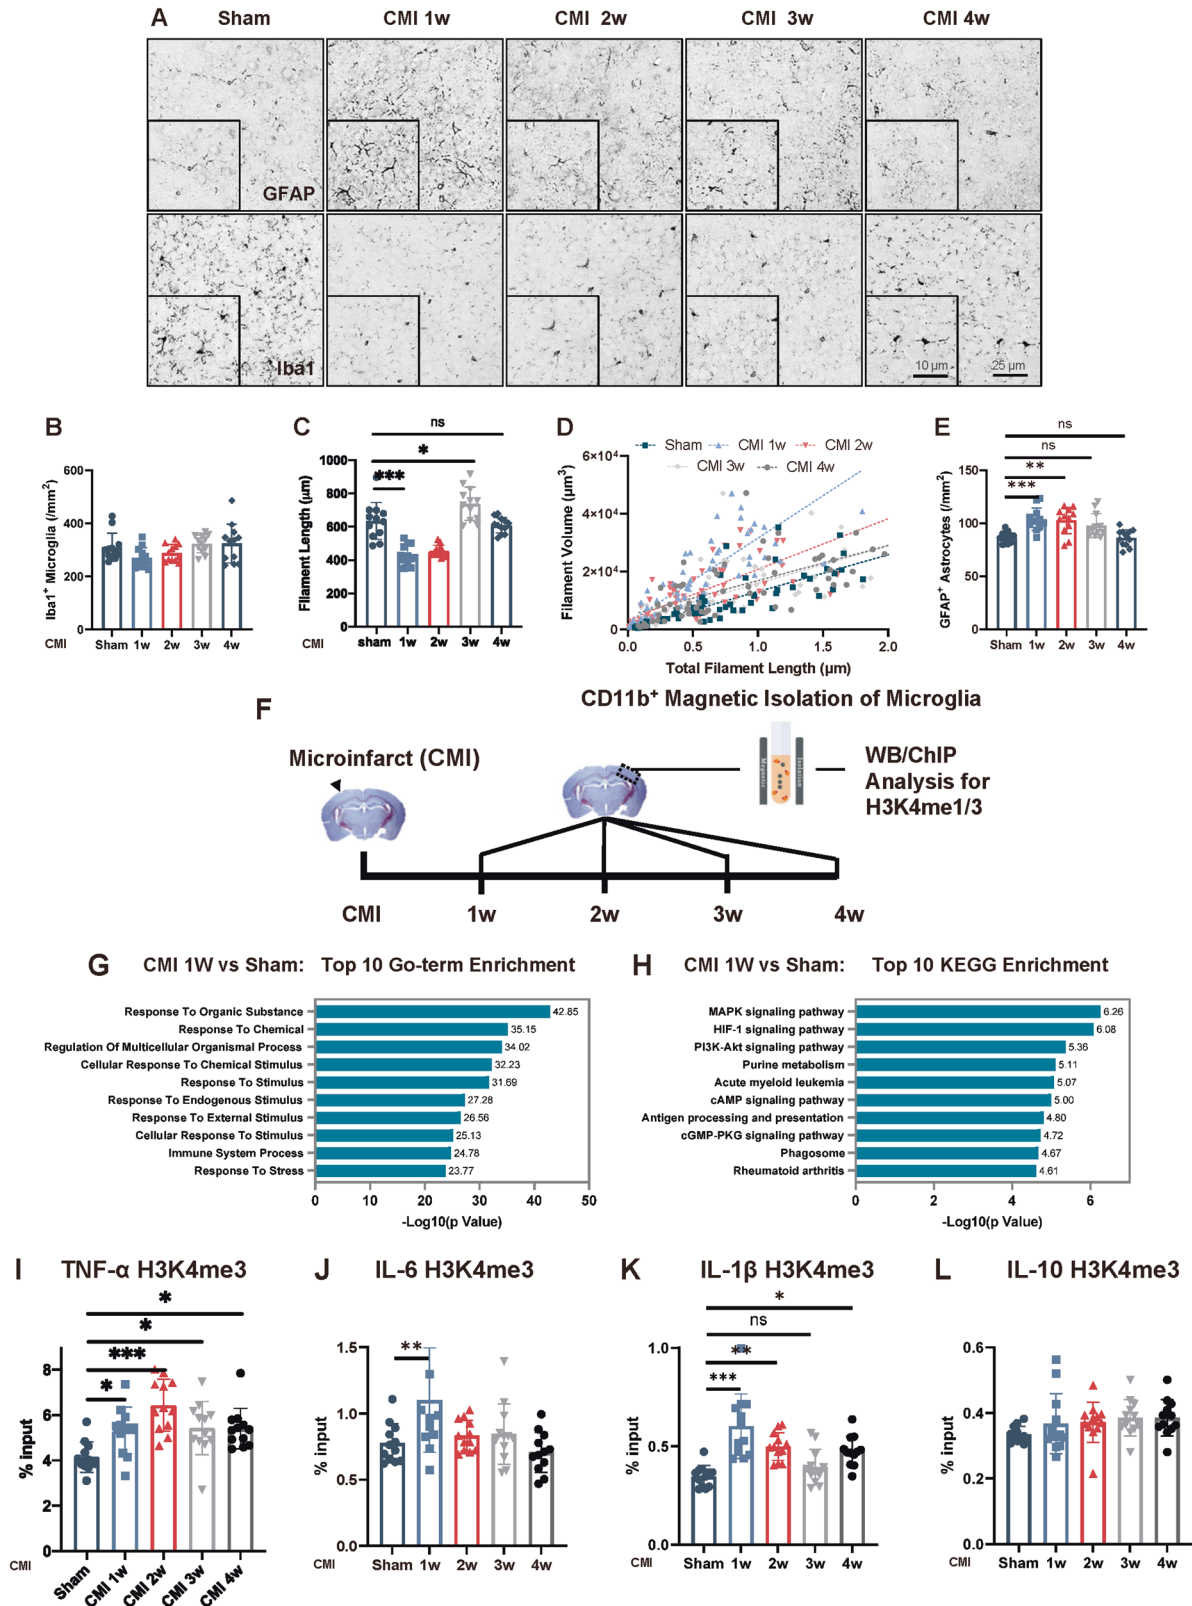 A Sham CMI 1w CMI 2w CMI 3w CMI 4w
GFAP
Iba1
10 µm 25 µm
B
Iba1⁺ Microglia (/mm²)
600
400
200
0
CMI Sham 1w 2w 3w 4w
C
ns
*
***
Filament Length (µm)
1000
800
600
400
200
0
CMI sham 1w 2w 3w 4w
D
Sham CMI 1w CMI 2w
CMI 3w CMI 4w
Filament Volume (µm³)
6×10⁴
4×10⁴
2×10⁴
0
0.0 0.5 1.0 1.5 2.0
Total Filament Length (µm)
E
ns
ns
**
***
GFAP⁺ Astrocytes (/mm²)
150
100
50
0
Sham 1w 2w 3w 4w
F
CD11b⁺ Magnetic Isolation of Microglia
Microinfarct (CMI)
Magnetic Isolation
WB/ChIP
Analysis for
H3K4me1/3
CMI 1w 2w 3w 4w
G CMI 1W vs Sham: Top 10 Go-term Enrichment
Response To Organic Substance 42.85
Response To Chemical 35.15
Regulation Of Multicellular Organismal Process 34.02
Cellular Response To Chemical Stimulus 32.23
Response To Stimulus 31.69
Response To Endogenous Stimulus 27.28
Response To External Stimulus 26.56
Cellular Response To Stimulus 25.13
Immune System Process 24.78
Response To Stress 23.77
0 10 20 30 40 50
-Log10(p Value)
H CMI 1W vs Sham: Top 10 KEGG Enrichment
MAPK signaling pathway 6.26
HIF-1 signaling pathway 6.08
PI3K-Akt signaling pathway 5.36
Purine metabolism 5.11
Acute myeloid leukemia 5.07
cAMP signaling pathway 5.00
Antigen processing and presentation 4.80
cGMP-PKG signaling pathway 4.72
Phagosome 4.67
Rheumatoid arthritis 4.61
0 2 4 6
-Log10(p Value)
I TNF-α H3K4me3
*
*
***
*
% input
8
6
4
2
0
CMI Sham CMI 1w CMI 2w CMI 3w CMI 4w
J IL-6 H3K4me3
**
% input
1.5
1.0
0.5
0.0
CMI Sham 1w 2w 3w 4w
K IL-1β H3K4me3
*
ns
**
***
% input
1.0
0.5
0.0
CMI Sham 1w 2w 3w 4w
L IL-10 H3K4me3
% input
0.6
0.4
0.2
0.0
CMI Sham 1w 2w 3w 4w